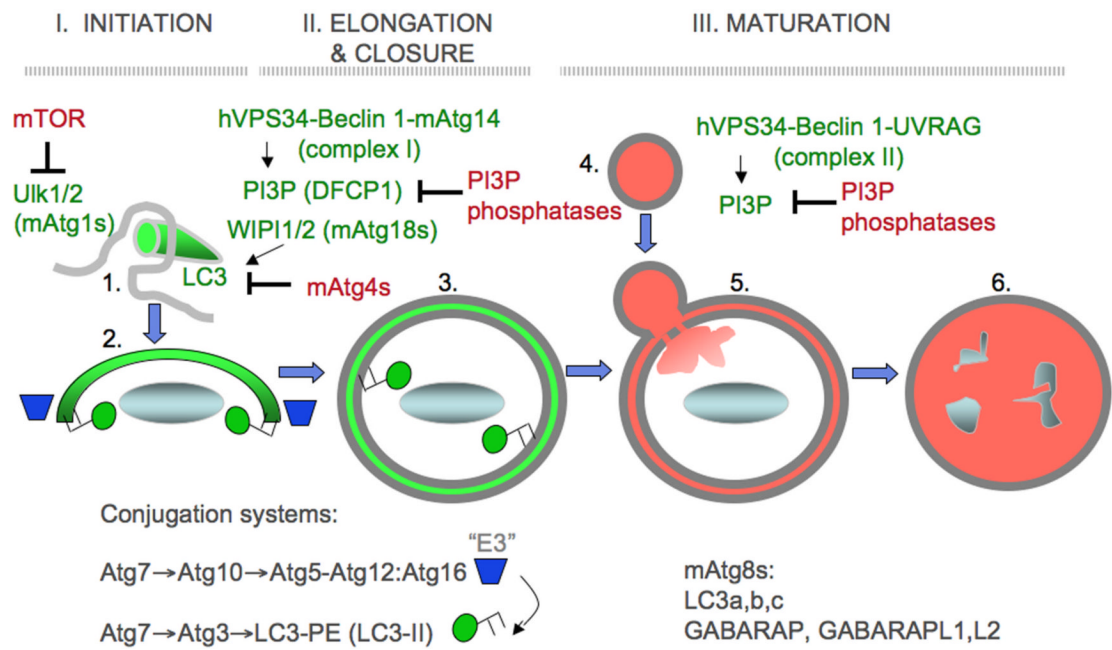 I. INITIATION
II. ELONGATION
& CLOSURE
III. MATURATION
mTOR
Ulk1/2
(mAtg1s)
hVPS34-Beclin 1-mAtg14
(complex I)
PI3P (DFCP1)
PI3P
phosphatases
WIPI1/2 (mAtg18s)
LC3
mAtg4s
hVPS34-Beclin 1-UVRAG
(complex II)
PI3P
PI3P
phosphatases
1.
2.
3.
4.
5.
6.
Conjugation systems:
"E3"
Atg7→Atg10→Atg5-Atg12:Atg16
Atg7→Atg3→LC3-PE (LC3-II)
mAtg8s:
LC3a,b,c
GABARAP, GABARAPL1,L2